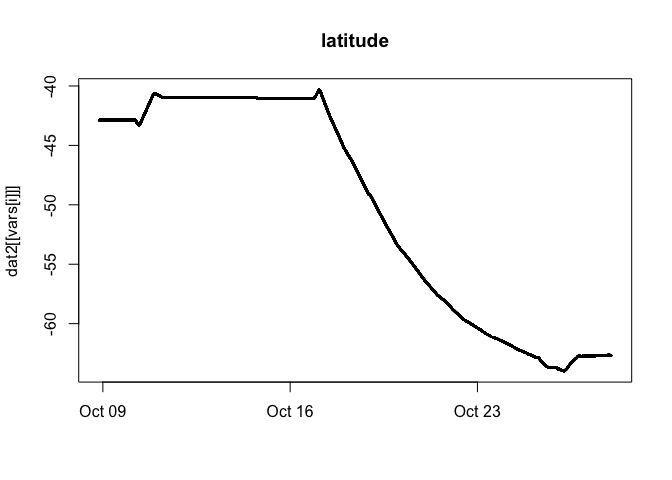 latitude
dat2[[vars[i]]]
-40
-45
-50
-55
-60
Oct 09
Oct 16
Oct 23